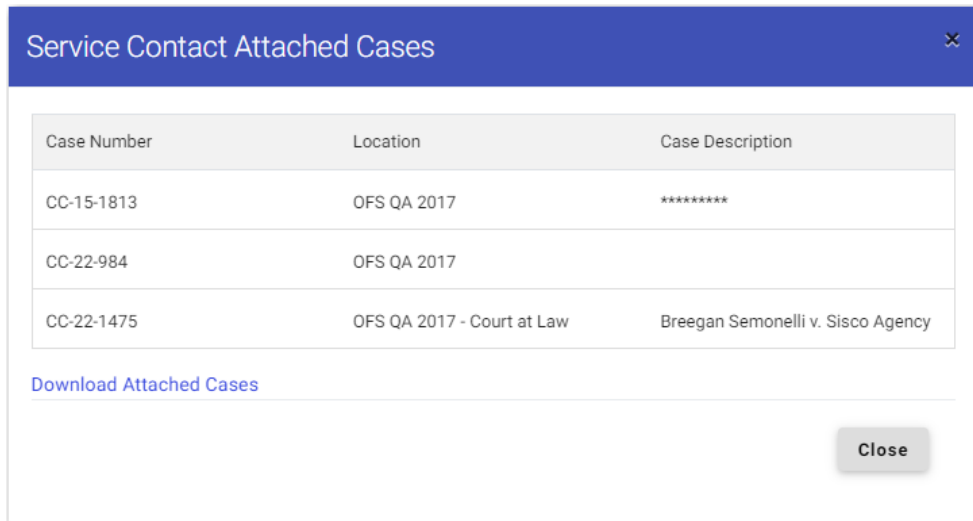 Service Contact Attached Cases ×
Case Number Location Case Description
CC-15-1813 OFS QA 2017 *********
CC-22-984 OFS QA 2017
CC-22-1475 OFS QA 2017 - Court at Law Breegan Semonelli v. Sisco Agency
Download Attached Cases
Close